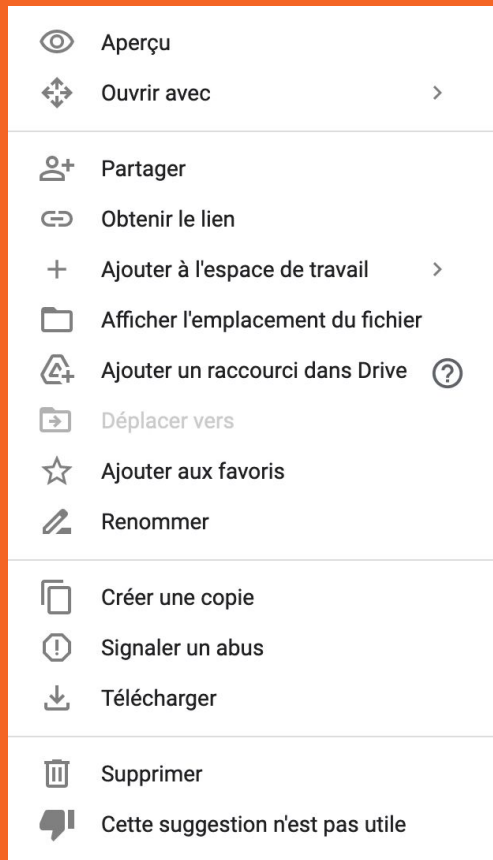 Aperçu
Ouvrir avec
Partager
Obtenir le lien
Ajouter à l'espace de travail
Afficher l'emplacement du fichier
Ajouter un raccourci dans Drive ?
Déplacer vers
Ajouter aux favoris
Renommer
Créer une copie
Signaler un abus
Télécharger
Supprimer
Cette suggestion n'est pas utile